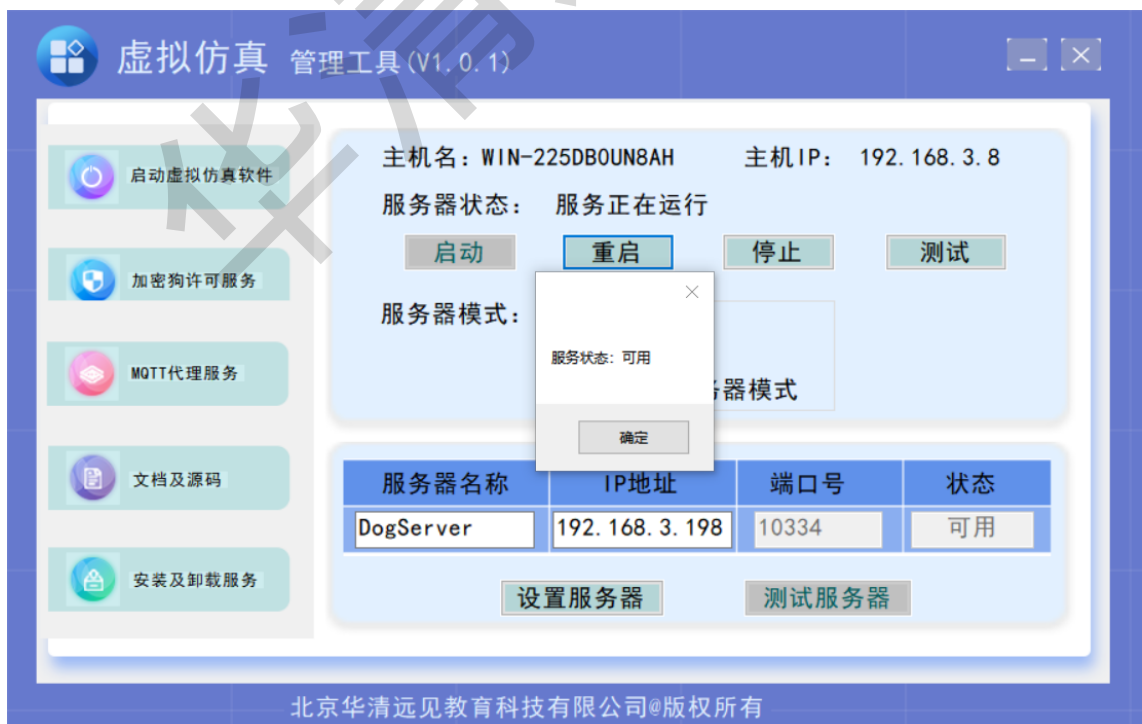 虚拟仿真 管理工具(V1.0.1)
启动虚拟仿真软件
加密狗许可服务
MQTT代理服务
文档及源码
安装及卸载服务
主机名：WIN-225DB0UN8AH 主机IP： 192.168.3.8
服务器状态： 服务正在运行
启动 重启 停止 测试
服务器模式：
器模式
服务状态：可用
确定
服务器名称 IP地址 端口号 状态
DogServer 192.168.3.198 10334 可用
设置服务器 测试服务器
北京华清远见教育科技有限公司@版权所有
华清